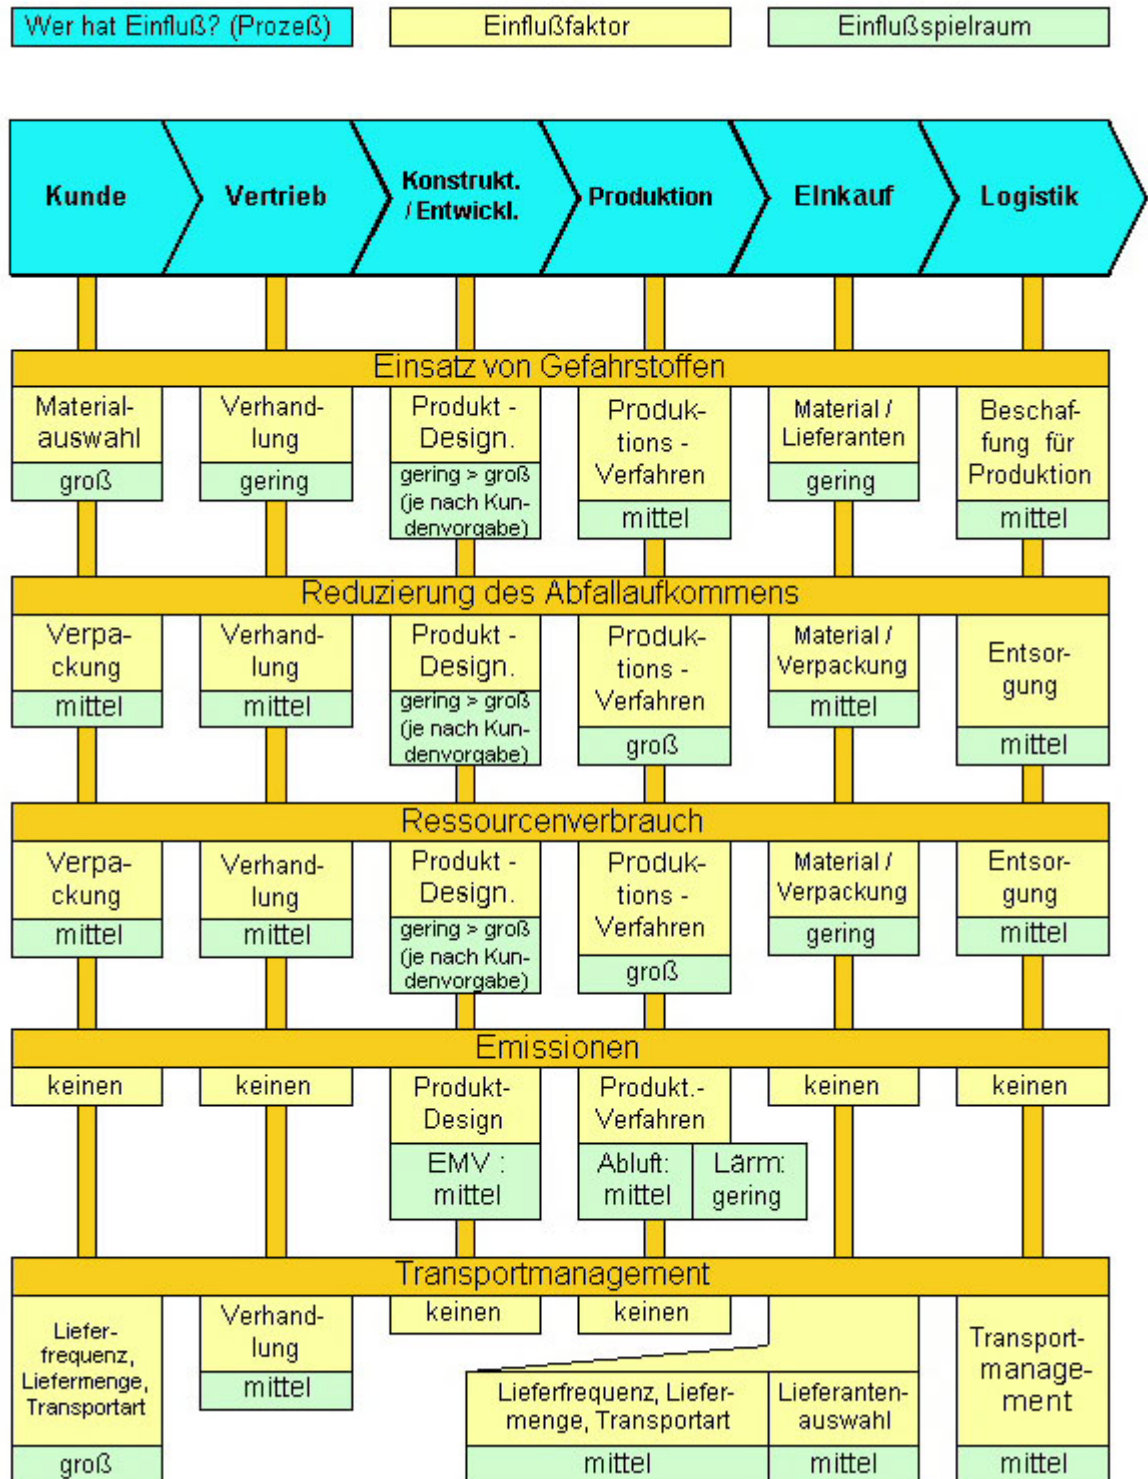 Wer hat Einfluß? (Prozeß)
Einflußfaktor
Einflußspielraum
Kunde
Vertrieb
Konstrukt.
/ Entwickl.
Produktion
EInkauf
Logistik
Einsatz von Gefahrstoffen
Material-
auswahl
groß
Verhand-
lung
gering
Produkt -
Design.
gering > groß
(je nach Kun-
denvorgabe)
Produk-
tions -
Verfahren
mittel
Material /
Lieferanten
gering
Beschaf-
fung für
Produktion
mittel
Reduzierung des Abfallaufkommens
Verpa-
ckung
mittel
Verhand-
lung
mittel
Produkt -
Design.
gering > groß
(je nach Kun-
denvorgabe)
Produk-
tions -
Verfahren
groß
Material /
Verpackung
mittel
Entsor-
gung
mittel
Ressourcenverbrauch
Verpa-
ckung
mittel
Verhand-
lung
mittel
Produkt -
Design.
gering > groß
(je nach Kun-
denvorgabe)
Produk-
tions -
Verfahren
groß
Material /
Verpackung
gering
Entsor-
gung
mittel
Emissionen
keinen
keinen
Produkt-
Design
EMV :
mittel
Produkt.-
Verfahren
Abluft:
mittel
Lärm:
gering
keinen
keinen
Transportmanagement
Liefer-
frequenz,
Liefermenge,
Transportart
groß
Verhand-
lung
mittel
keinen
keinen
Lieferfrequenz, Liefer-
menge, Transportart
mittel
Lieferanten-
auswahl
mittel
Transport-
manage-
ment
mittel